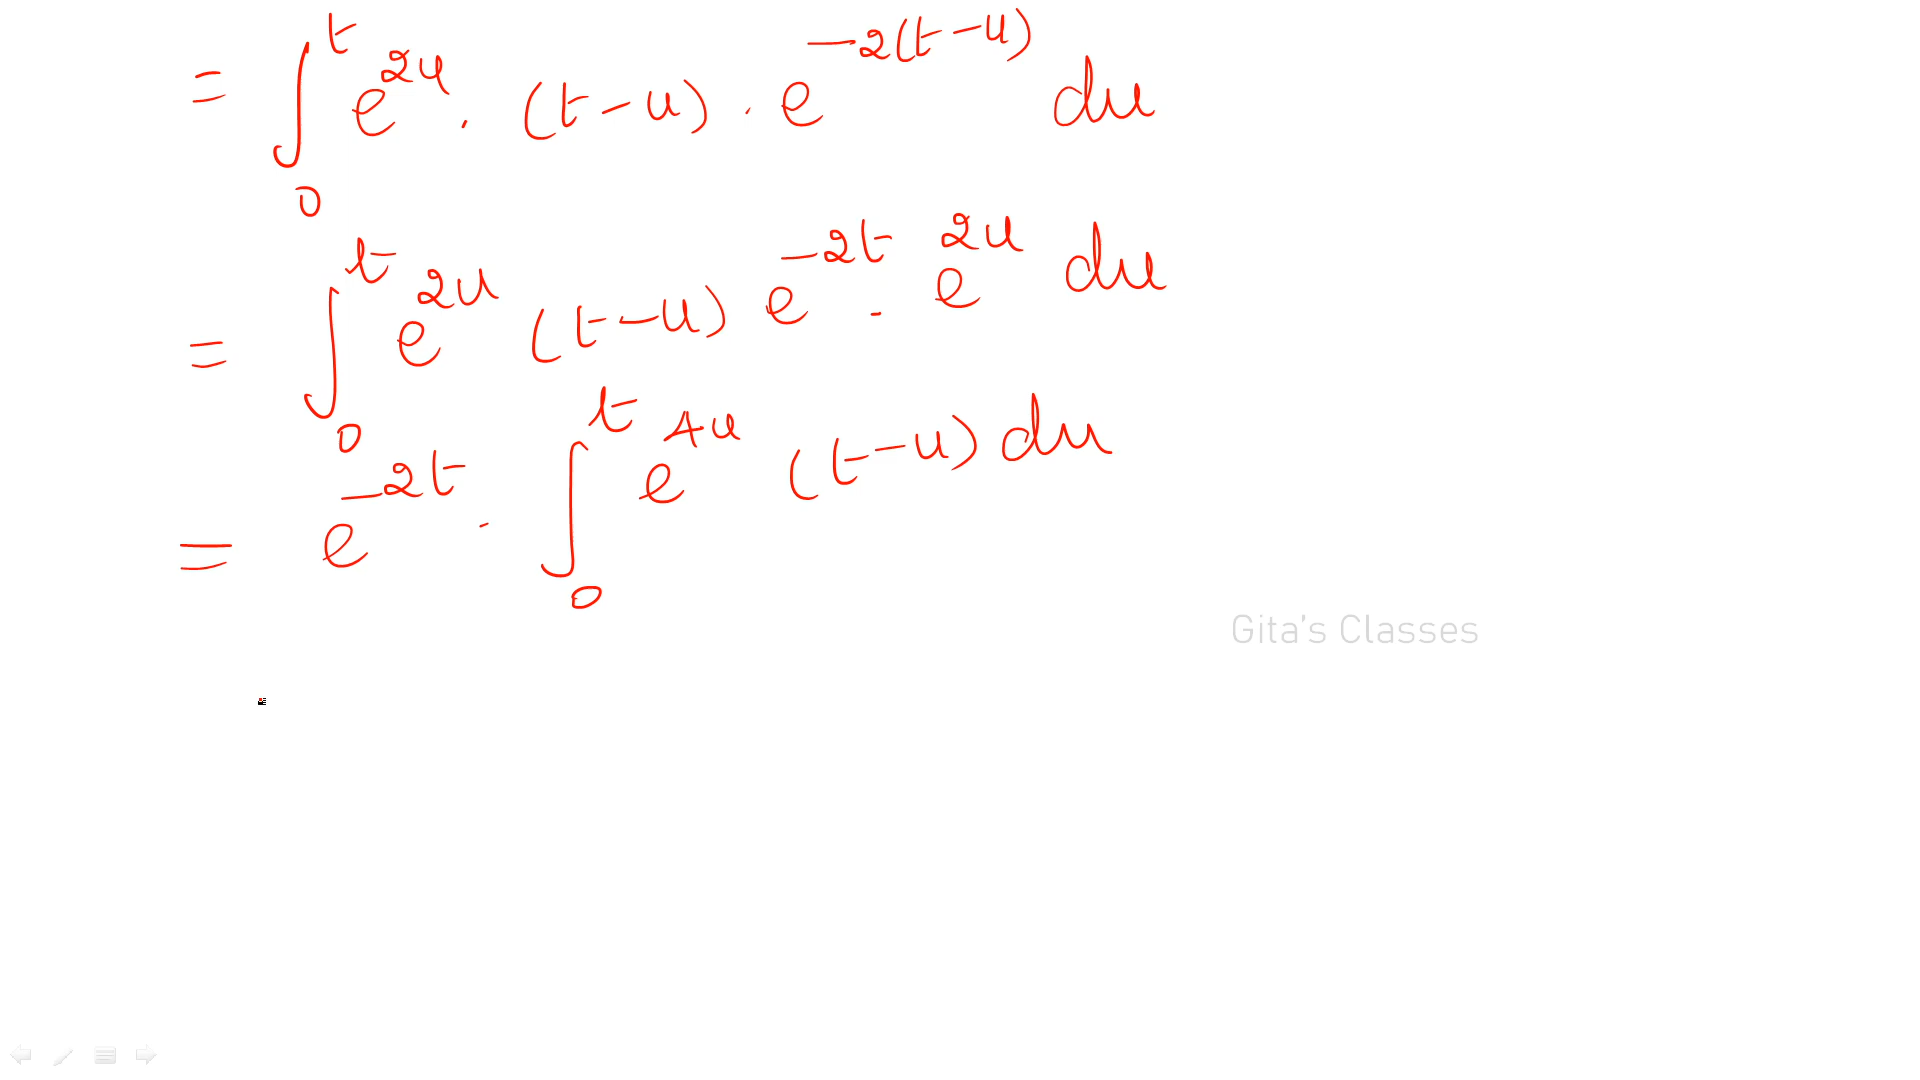 = ∫₀ᵗ e^{2u} . (t-u) . e^{-2(t-u)} du
= ∫₀ᵗ e^{2u} (t-u) e^{-2t} . e^{2u} du
= e^{-2t} . ∫₀ᵗ e^{4u} (t-u) du
Gita's Classes